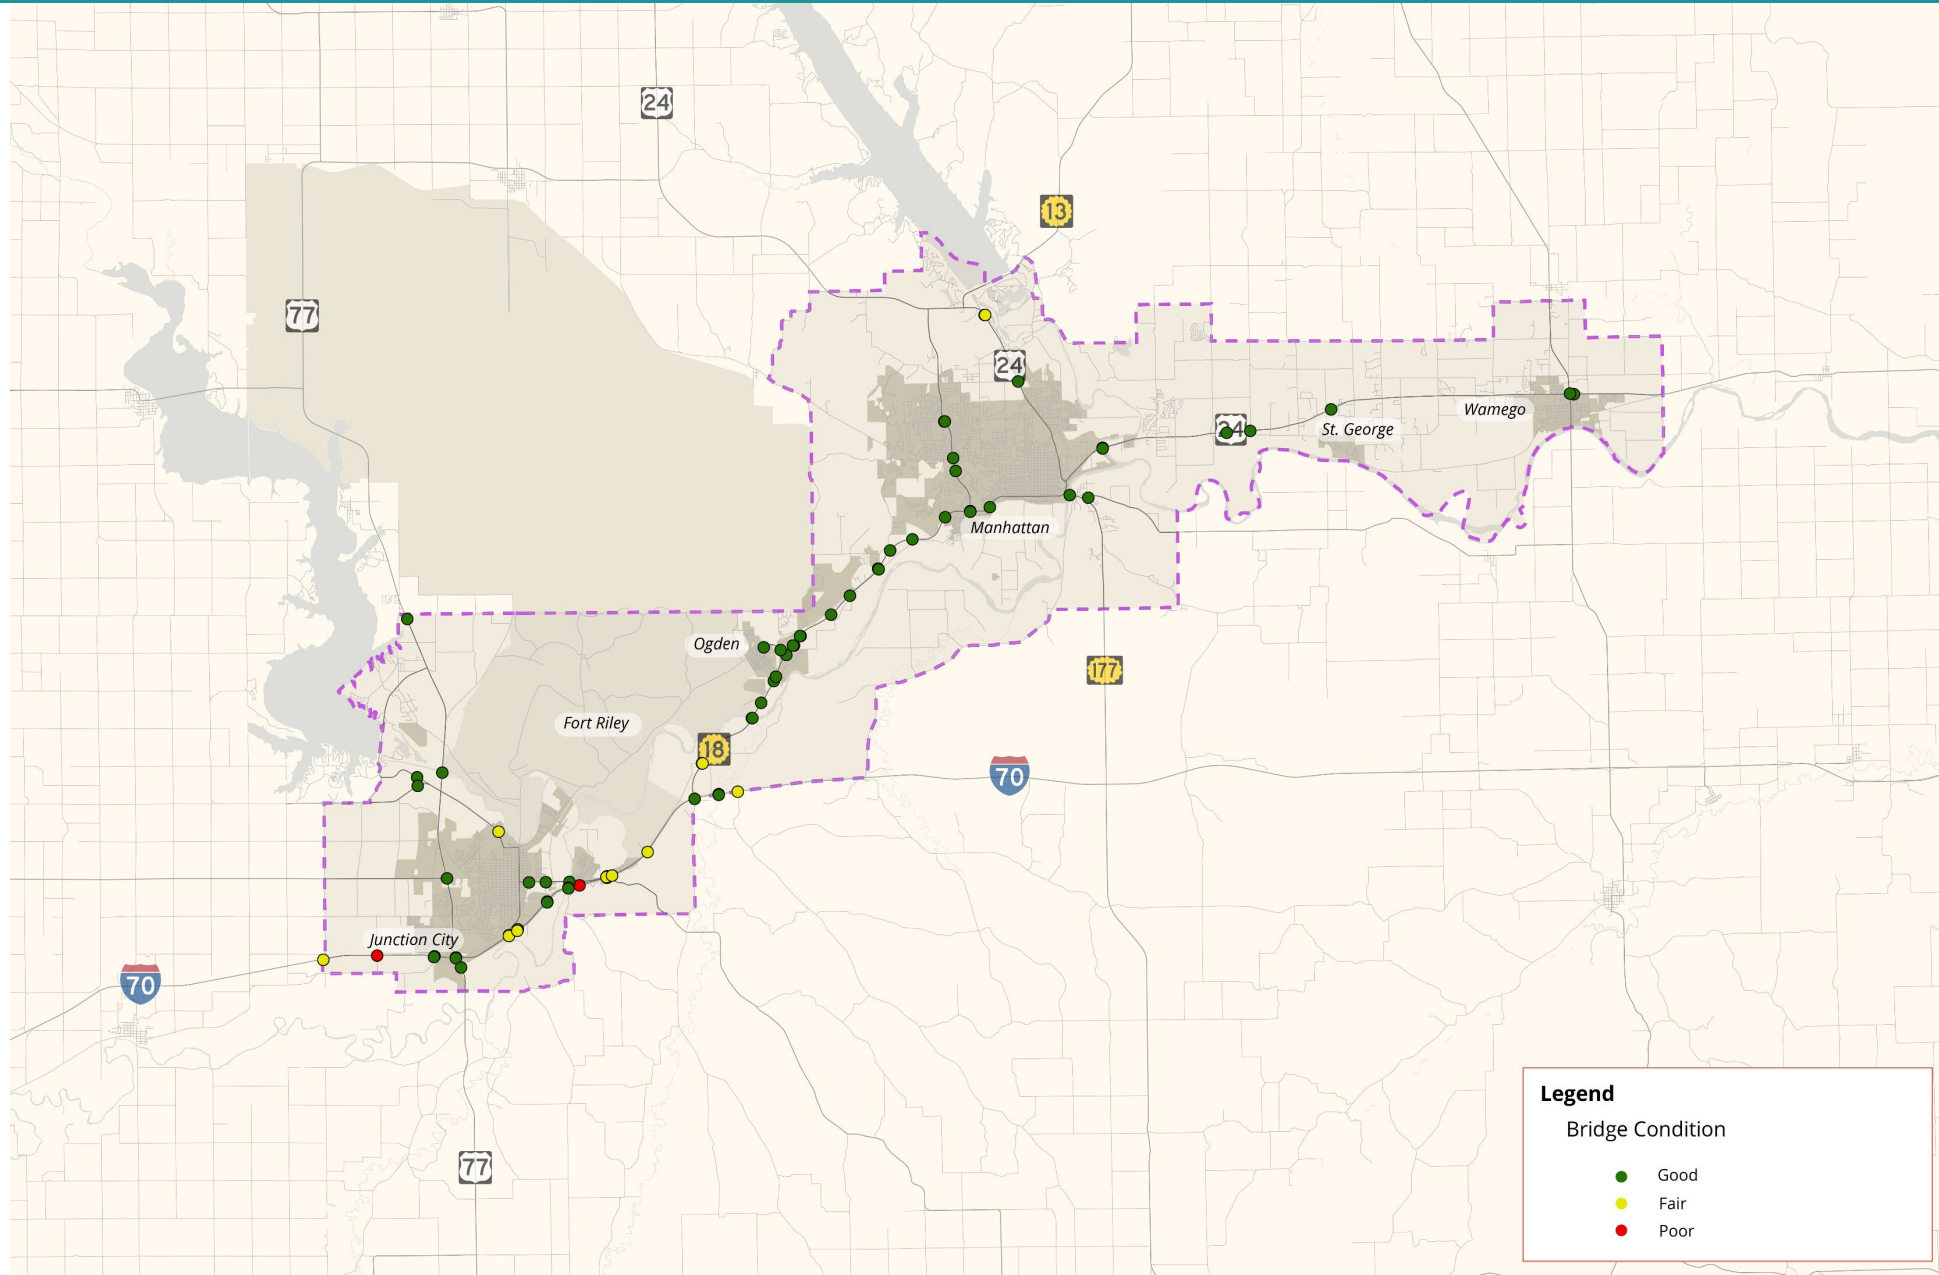 24
13
77
24
24
Wamego
St. George
Manhattan
Ogden
177
Fort Riley
18
70
Junction City
70
77
Legend
Bridge Condition
Good
Fair
Poor